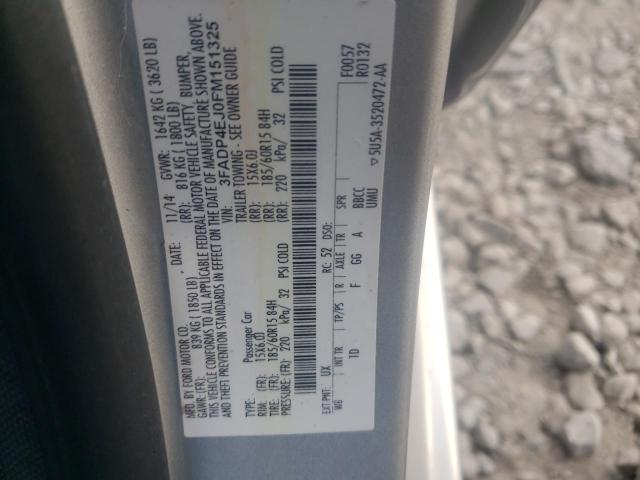 MFD. BY FORD MOTOR CO.
DATE: 11/14 GVWR: 1642 KG ( 3620 LB)
GAWR: (FR): 839 KG ( 1850 LB) (RR): 816 KG ( 1800 LB)
THIS VEHICLE CONFORMS TO ALL APPLICABLE FEDERAL MOTOR VEHICLE SAFETY, BUMPER,
AND THEFT PREVENTION STANDARDS IN EFFECT ON THE DATE OF MANUFACTURE SHOWN ABOVE.
VIN: 3FADP4EJ0FM151325
TYPE: Passenger Car TRAILER TOWING - SEE OWNER GUIDE
RIM: (FR): 15X6.0J (RR): 15X6.0J
TIRE: (FR): 185/60R15 84H (RR): 185/60R15 84H
PRESSURE: (FR): 220 kPa/ 32 PSI COLD (RR): 220 kPa/ 32 PSI COLD
F0057
R0132
EXT PNT: UX RC: 52 DSO:
WB INT TR TP/PS R AXLE TR SPR
1D F GG A BBCC
UMU
5U5A-3520472-AA